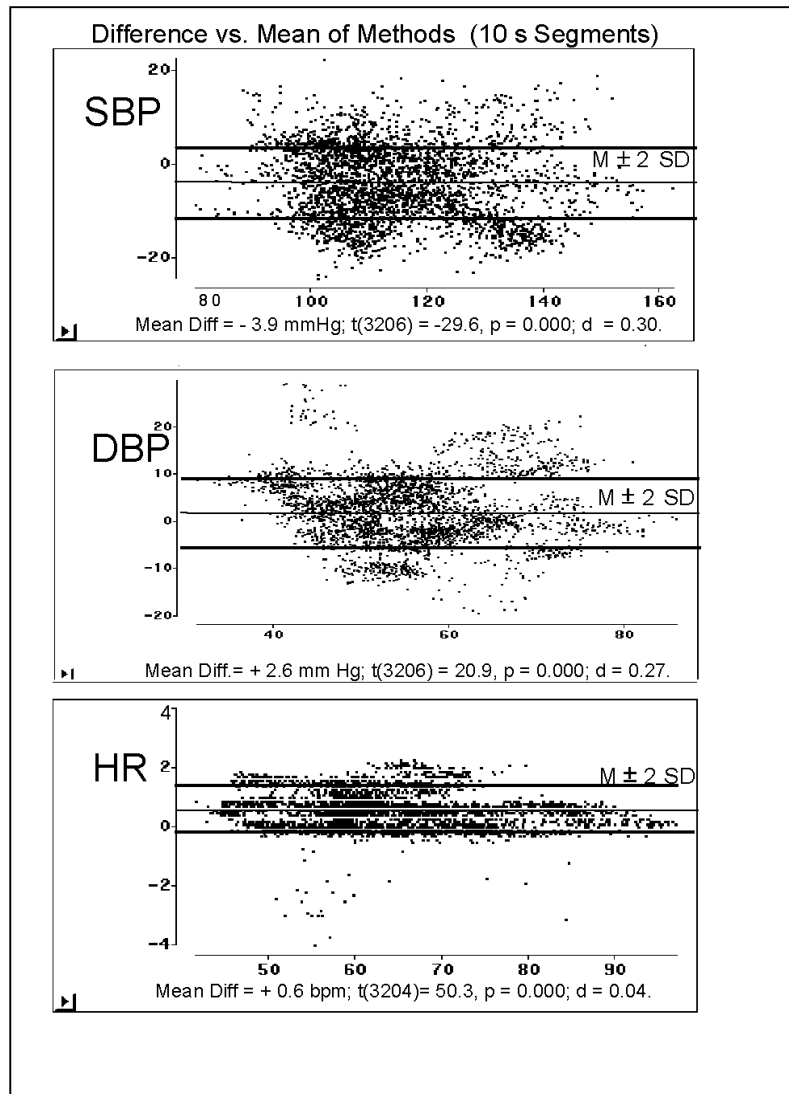 Difference vs. Mean of Methods (10 s Segments)
SBP
20
0
-20
M ± 2 SD
80 100 120 140 160
Mean Diff = - 3.9 mmHg; t(3206) = -29.6, p = 0.000; d = 0.30.
DBP
20
10
0
-10
-20
M ± 2 SD
40 60 80
Mean Diff.= + 2.6 mm Hg; t(3206) = 20.9, p = 0.000; d = 0.27.
HR
4
2
0
-2
-4
M ± 2 SD
50 60 70 80 90
Mean Diff = + 0.6 bpm; t(3204)= 50.3, p = 0.000; d = 0.04.